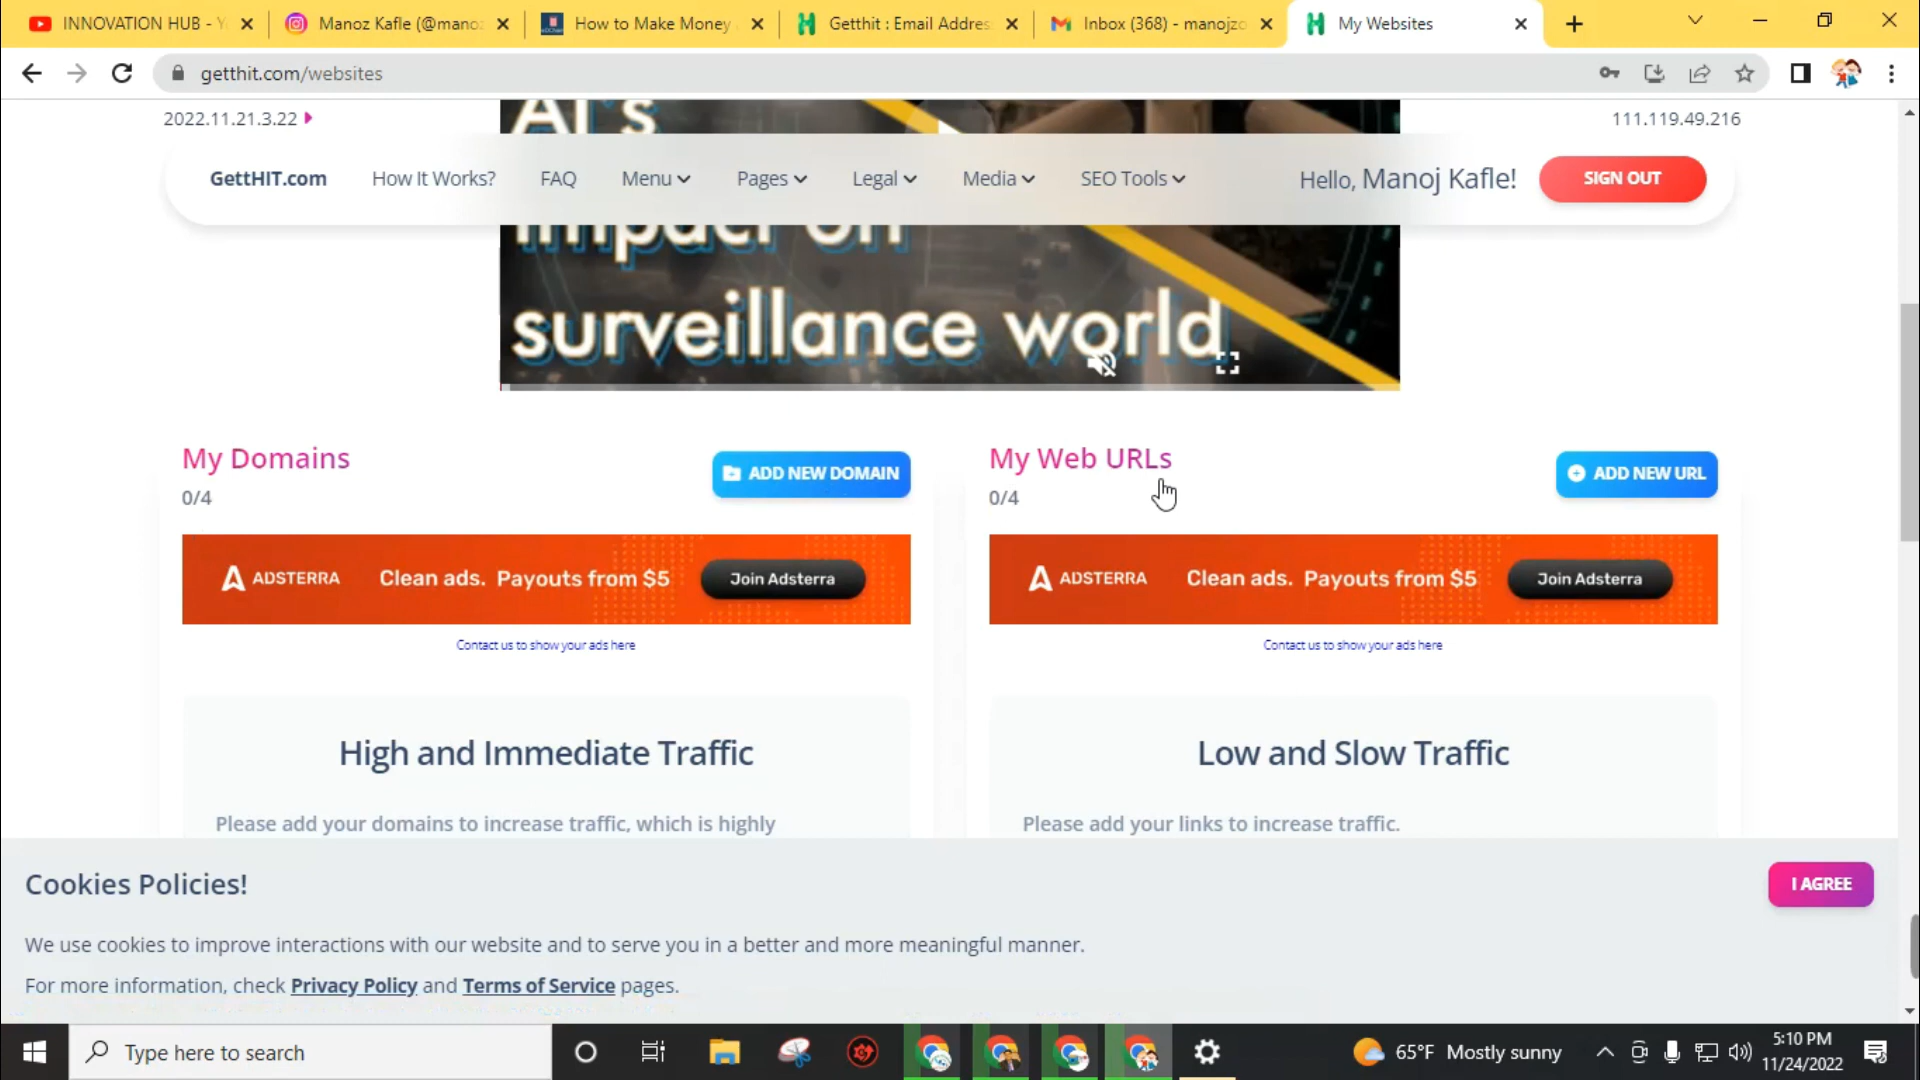 INNOVATION HUB - Y
Manoz Kafle (@mano
How to Make Money
Getthit : Email Addres
Inbox (368) - manojzo
My Websites
getthit.com/websites
2022.11.21.3.22
AI's
111.119.49.216
GettHIT.com
How It Works?
FAQ
Menu
Pages
Legal
Media
SEO Tools
Hello, Manoj Kafle!
SIGN OUT
impact on
surveillance world
My Domains
0/4
ADD NEW DOMAIN
My Web URLs
0/4
ADD NEW URL
ADSTERRA Clean ads. Payouts from $5 Join Adsterra
ADSTERRA Clean ads. Payouts from $5 Join Adsterra
Contact us to show your ads here
Contact us to show your ads here
High and Immediate Traffic
Please add your domains to increase traffic, which is highly
Low and Slow Traffic
Please add your links to increase traffic.
Cookies Policies!
I AGREE
We use cookies to improve interactions with our website and to serve you in a better and more meaningful manner.
For more information, check Privacy Policy and Terms of Service pages.
Type here to search
65°F Mostly sunny
5:10 PM
11/24/2022